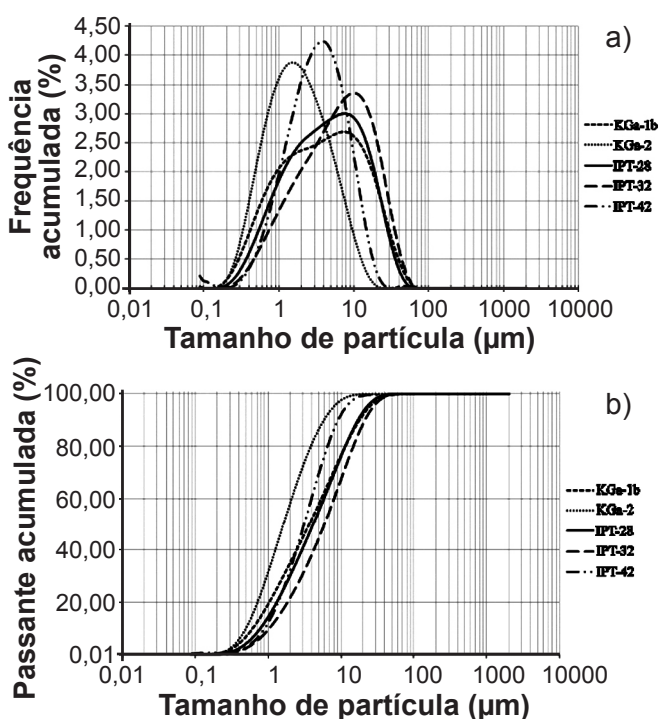 a)
Frequência
acumulada (%)
4,50
4,00
3,50
3,00
2,50
2,00
1,50
1,00
0,50
0,00
0,01
0,1
1
10
100
1000
10000
Tamanho de partícula (µm)
KGa-1b
KGa-2
IPT-28
IPT-32
IPT-42
b)
Passante acumulada (%)
100,00
80,00
60,00
40,00
20,00
0,01
0,01
0,1
1
10
100
1000
10000
Tamanho de partícula (µm)
KGa-1b
KGa-2
IPT-28
IPT-32
IPT-42